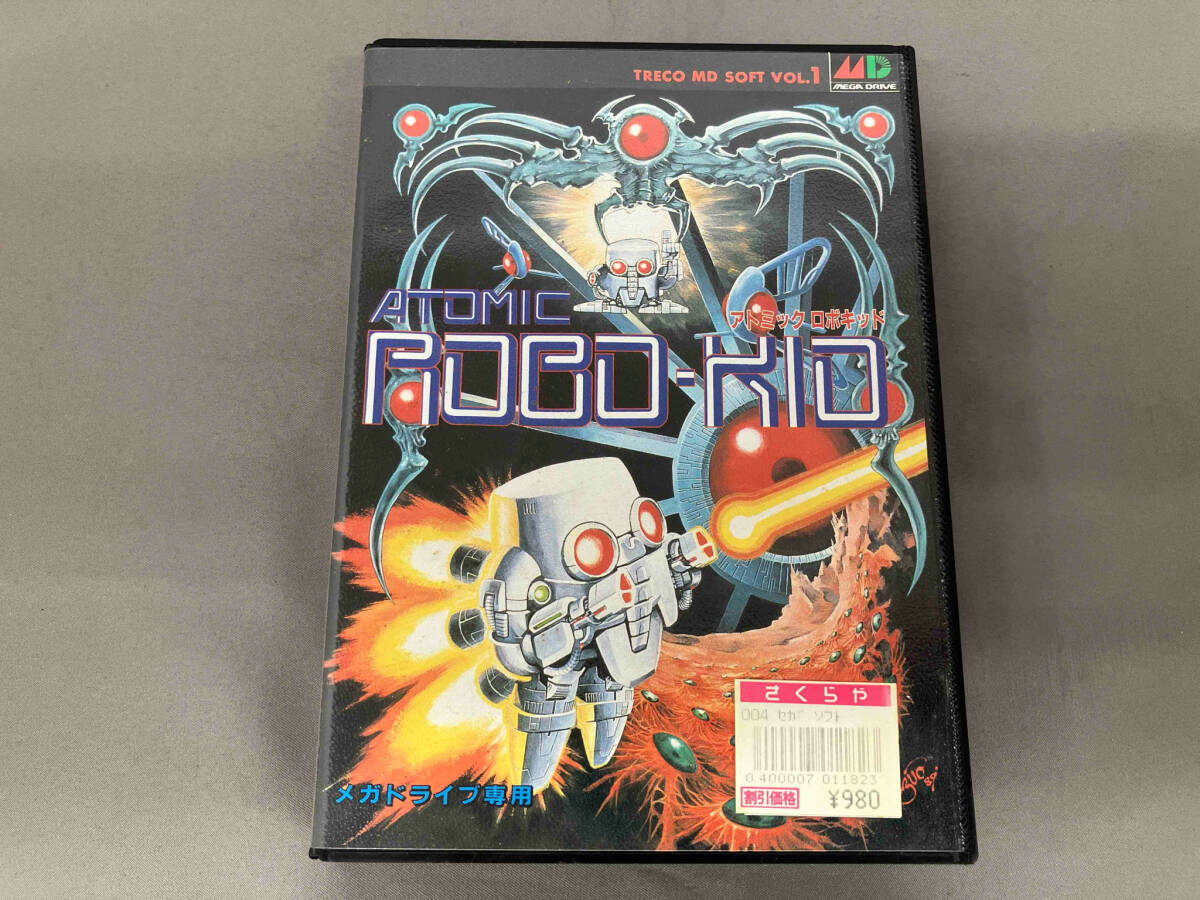 TRECO MD SOFT VOL.1
MD
MEGA DRIVE
ATOMIC
アトミック ロボキッド
ROBO-KID
メガドライブ専用
さくらや
004 セガ ソフト
0 400007 011823
割引価格 ¥980